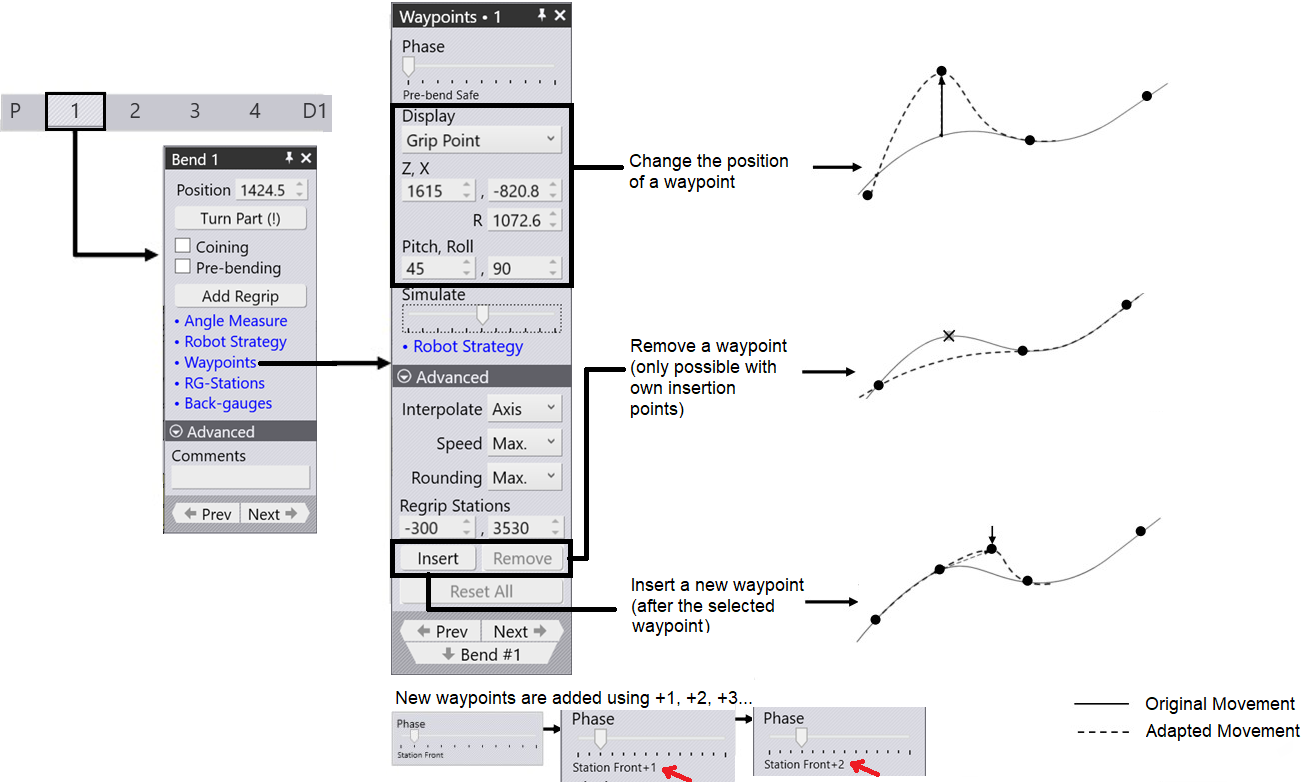 P 1 2 3 4 D1
Bend 1
Position 1424.5
Turn Part (!)
Coining
Pre-bending
Add Regrip
• Angle Measure
• Robot Strategy
• Waypoints
• RG-Stations
• Back-gauges
Advanced
Comments
Prev Next
Waypoints • 1
Phase
Pre-bend Safe
Display
Grip Point
Z, X
1615 , -820.8
R 1072.6
Pitch, Roll
45 , 90
Simulate
• Robot Strategy
Advanced
Interpolate Axis
Speed Max.
Rounding Max.
Regrip Stations
-300 , 3530
Insert Remove
Reset All
Prev Next
Bend #1
Change the position
of a waypoint
Remove a waypoint
(only possible with
own insertion
points)
Insert a new waypoint
(after the selected
waypoint)
New waypoints are added using +1, +2, +3...
Phase
Station Front
Phase
Station Front+1
Phase
Station Front+2
Original Movement
Adapted Movement